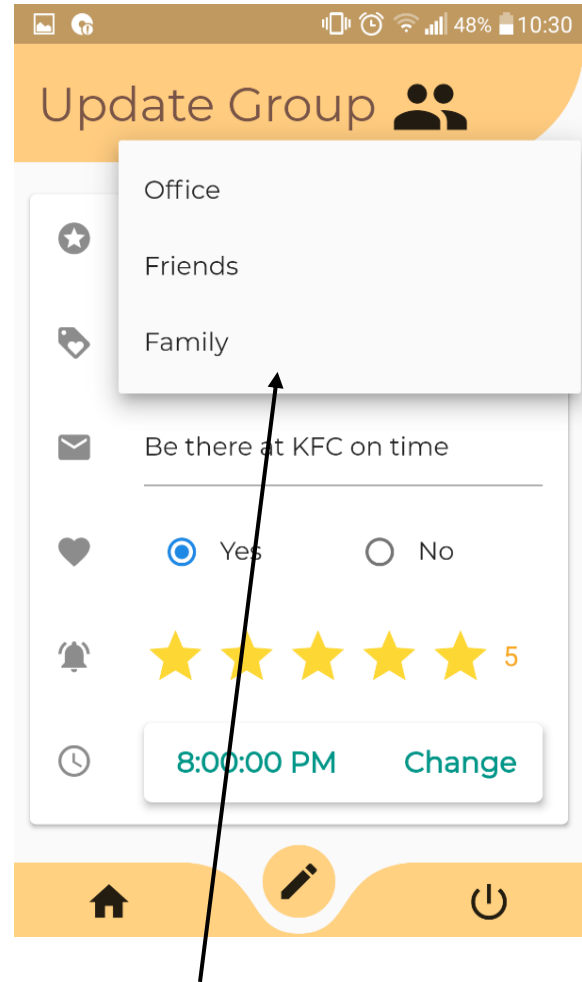 48% 10:30
Update Group
Office
Friends
Family
Be there at KFC on time
Yes No
5
8:00:00 PM Change